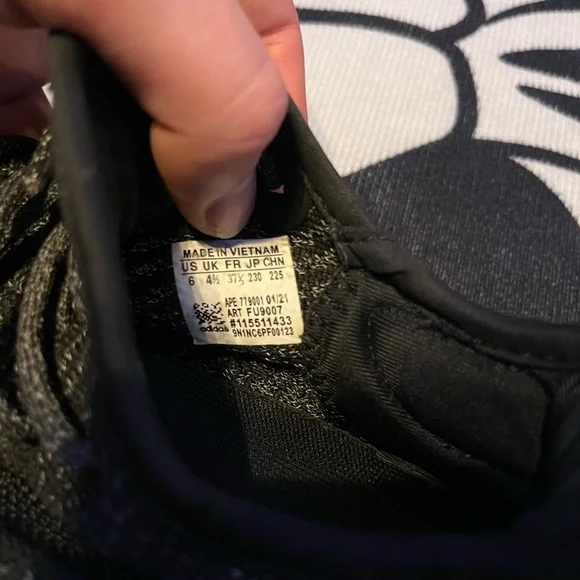 MADE IN VIETNAM
US UK FR JP CHN
6 4½ 37⅓ 230 225
APE 779001 01/21
ART FU9007
#115511433
adidas 9N1NC6PF00123